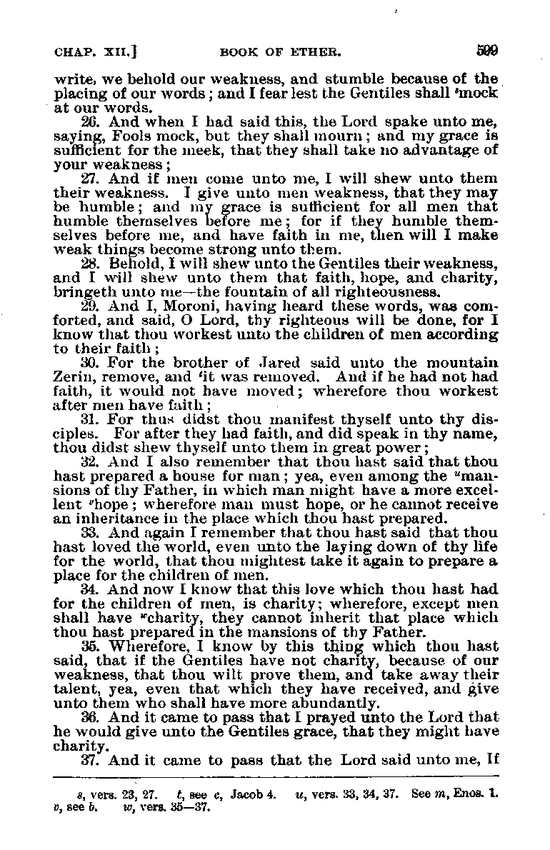 CHAP. XII.] BOOK OF ETHER. 599
write, we behold our weakness, and stumble because of the
placing of our words; and I fear lest the Gentiles shall ˢmock
at our words.
26. And when I had said this, the Lord spake unto me,
saying, Fools mock, but they shall mourn; and my grace is
sufficient for the meek, that they shall take no advantage of
your weakness;
27. And if men come unto me, I will shew unto them
their weakness. I give unto men weakness, that they may
be humble; and my grace is sufficient for all men that
humble themselves before me; for if they humble them-
selves before me, and have faith in me, then will I make
weak things become strong unto them.
28. Behold, I will shew unto the Gentiles their weakness,
and I will shew unto them that faith, hope, and charity,
bringeth unto me—the fountain of all righteousness.
29. And I, Moroni, having heard these words, was com-
forted, and said, O Lord, thy righteous will be done, for I
know that thou workest unto the children of men according
to their faith;
30. For the brother of Jared said unto the mountain
Zerin, remove, and ᵗit was removed. And if he had not had
faith, it would not have moved; wherefore thou workest
after men have faith;
31. For thus didst thou manifest thyself unto thy dis-
ciples. For after they had faith, and did speak in thy name,
thou didst shew thyself unto them in great power;
32. And I also remember that thou hast said that thou
hast prepared a house for man; yea, even among the ᵘman-
sions of thy Father, in which man might have a more excel-
lent ᵛhope; wherefore man must hope, or he cannot receive
an inheritance in the place which thou hast prepared.
33. And again I remember that thou hast said that thou
hast loved the world, even unto the laying down of thy life
for the world, that thou mightest take it again to prepare a
place for the children of men.
34. And now I know that this love which thou hast had
for the children of men, is charity; wherefore, except men
shall have ʷcharity, they cannot inherit that place which
thou hast prepared in the mansions of thy Father.
35. Wherefore, I know by this thing which thou hast
said, that if the Gentiles have not charity, because of our
weakness, that thou wilt prove them, and take away their
talent, yea, even that which they have received, and give
unto them who shall have more abundantly.
36. And it came to pass that I prayed unto the Lord that
he would give unto the Gentiles grace, that they might have
charity.
37. And it came to pass that the Lord said unto me, If
s, vers. 23, 27. t, see c, Jacob 4. u, vers. 33, 34, 37. See m, Enos. 1.
v, see b. w, vers. 35—37.